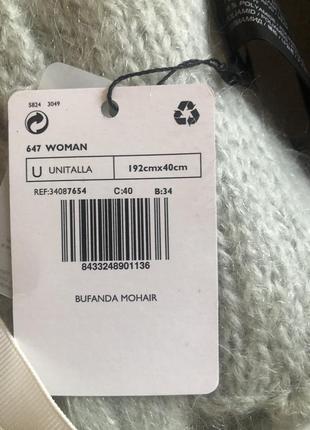 5824 3049
647 WOMAN
U UNITALLA 192cmx40cm
REF:34087654 C:40 B:34
8433248901136
BUFANDA MOHAIR